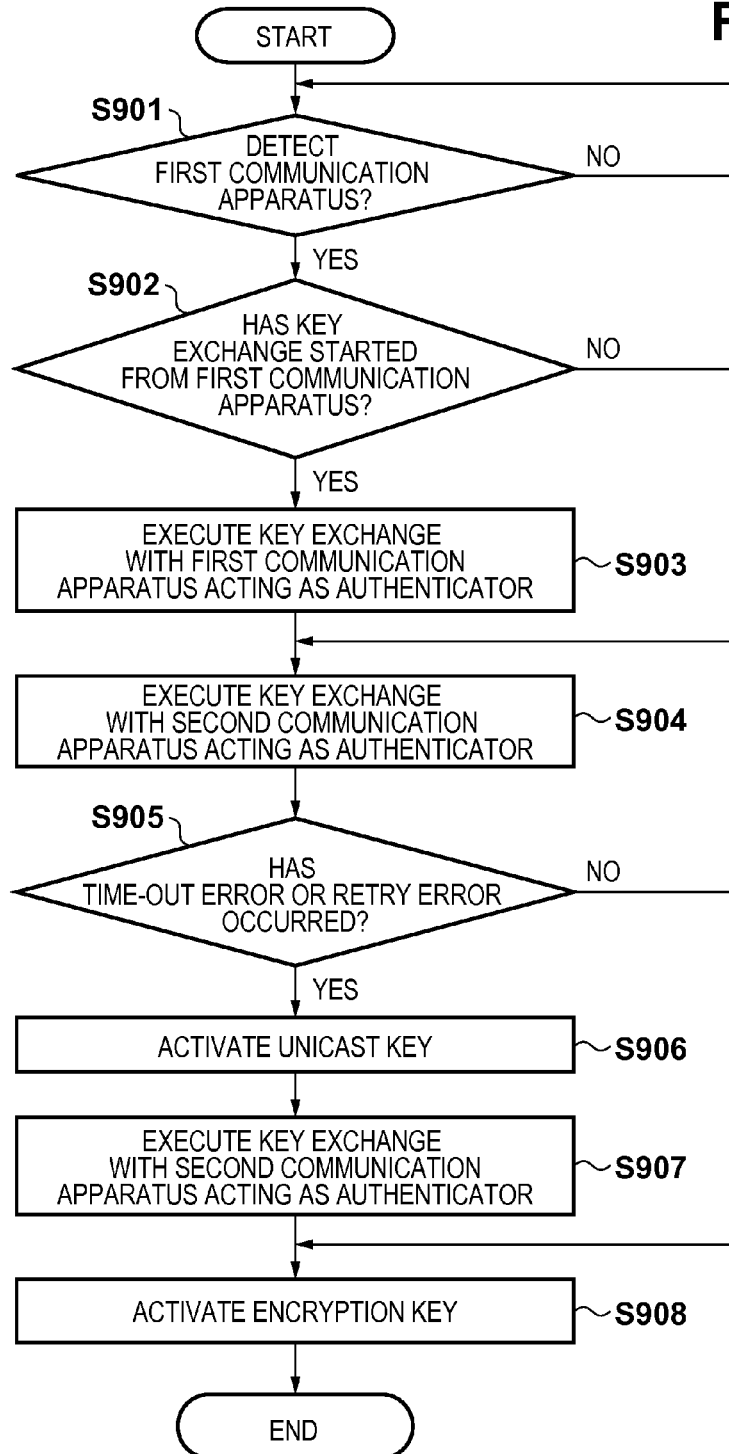 F
START
S901
DETECT
FIRST COMMUNICATION
APPARATUS?
NO
YES
S902
HAS KEY
EXCHANGE STARTED
FROM FIRST COMMUNICATION
APPARATUS?
NO
YES
EXECUTE KEY EXCHANGE
WITH FIRST COMMUNICATION
APPARATUS ACTING AS AUTHENTICATOR
S903
EXECUTE KEY EXCHANGE
WITH SECOND COMMUNICATION
APPARATUS ACTING AS AUTHENTICATOR
S904
S905
HAS
TIME-OUT ERROR OR RETRY ERROR
OCCURRED?
NO
YES
ACTIVATE UNICAST KEY
S906
EXECUTE KEY EXCHANGE
WITH SECOND COMMUNICATION
APPARATUS ACTING AS AUTHENTICATOR
S907
ACTIVATE ENCRYPTION KEY
S908
END